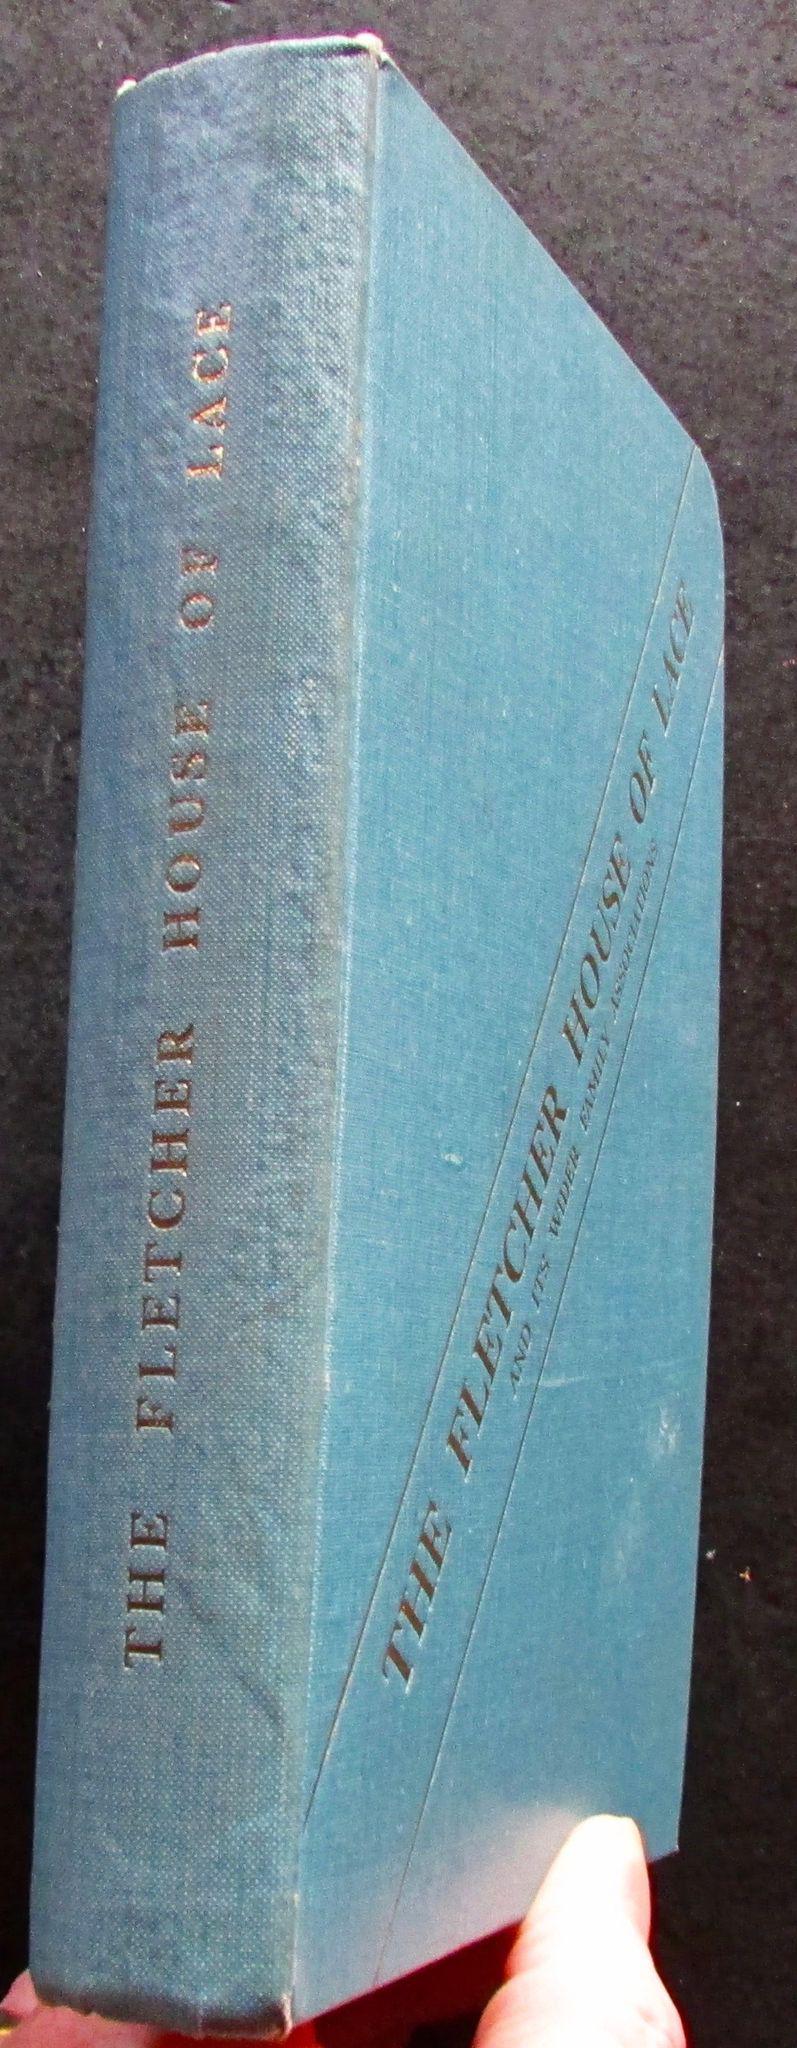 THE FLETCHER HOUSE OF LACE
THE FLETCHER HOUSE OF LACE
AND ITS WIDER FAMILY ASSOCIATIONS